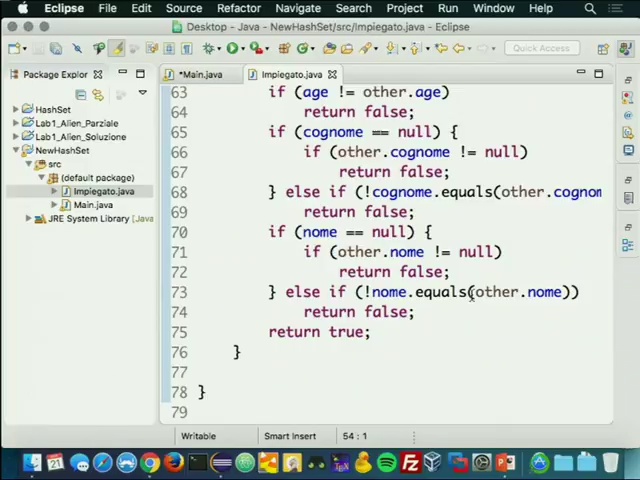 Eclipse File Edit Source Refactor Navigate Search Project Run Window Help
Desktop - Java - NewHashSet/src/Impiegato.java - Eclipse
Quick Access
Package Explor
*Main.java
Impiegato.java
HashSet
Lab1_Alien_Parziale
Lab1_Alien_Soluzione
NewHashSet
src
(default package)
Impiegato.java
Main.java
JRE System Library [Java
63 if (age != other.age)
64 return false;
65 if (cognome == null) {
66 if (other.cognome != null)
67 return false;
68 } else if (!cognome.equals(other.cognom
69 return false;
70 if (nome == null) {
71 if (other.nome != null)
72 return false;
73 } else if (!nome.equals(other.nome))
74 return false;
75 return true;
76 }
77
78 }
79
Writable Smart Insert 54 : 1
21
TEX